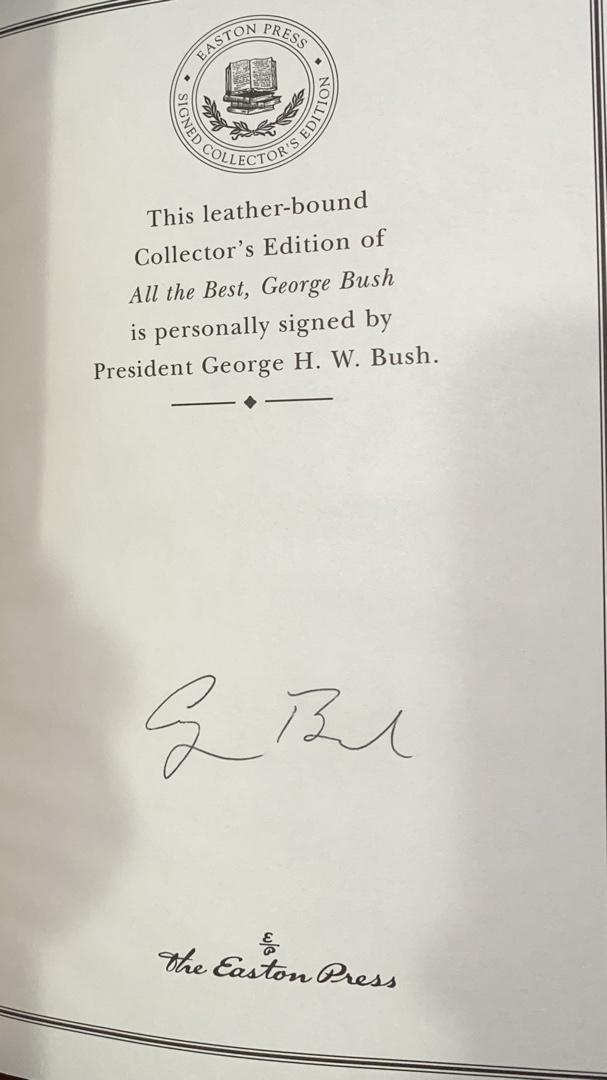 EASTON PRESS
SIGNED COLLECTOR'S EDITION
This leather-bound
Collector's Edition of
All the Best, George Bush
is personally signed by
President George H. W. Bush.
G Bush
the Easton Press